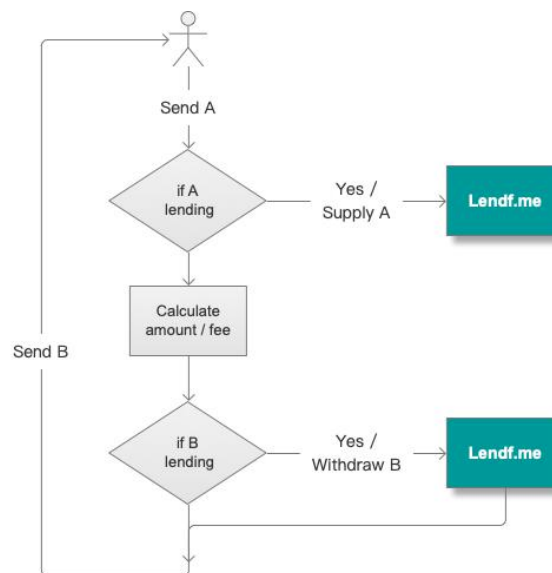 Send A
if A
lending
Yes /
Supply A
Lendf.me
Calculate
amount / fee
Send B
if B
lending
Yes /
Withdraw B
Lendf.me